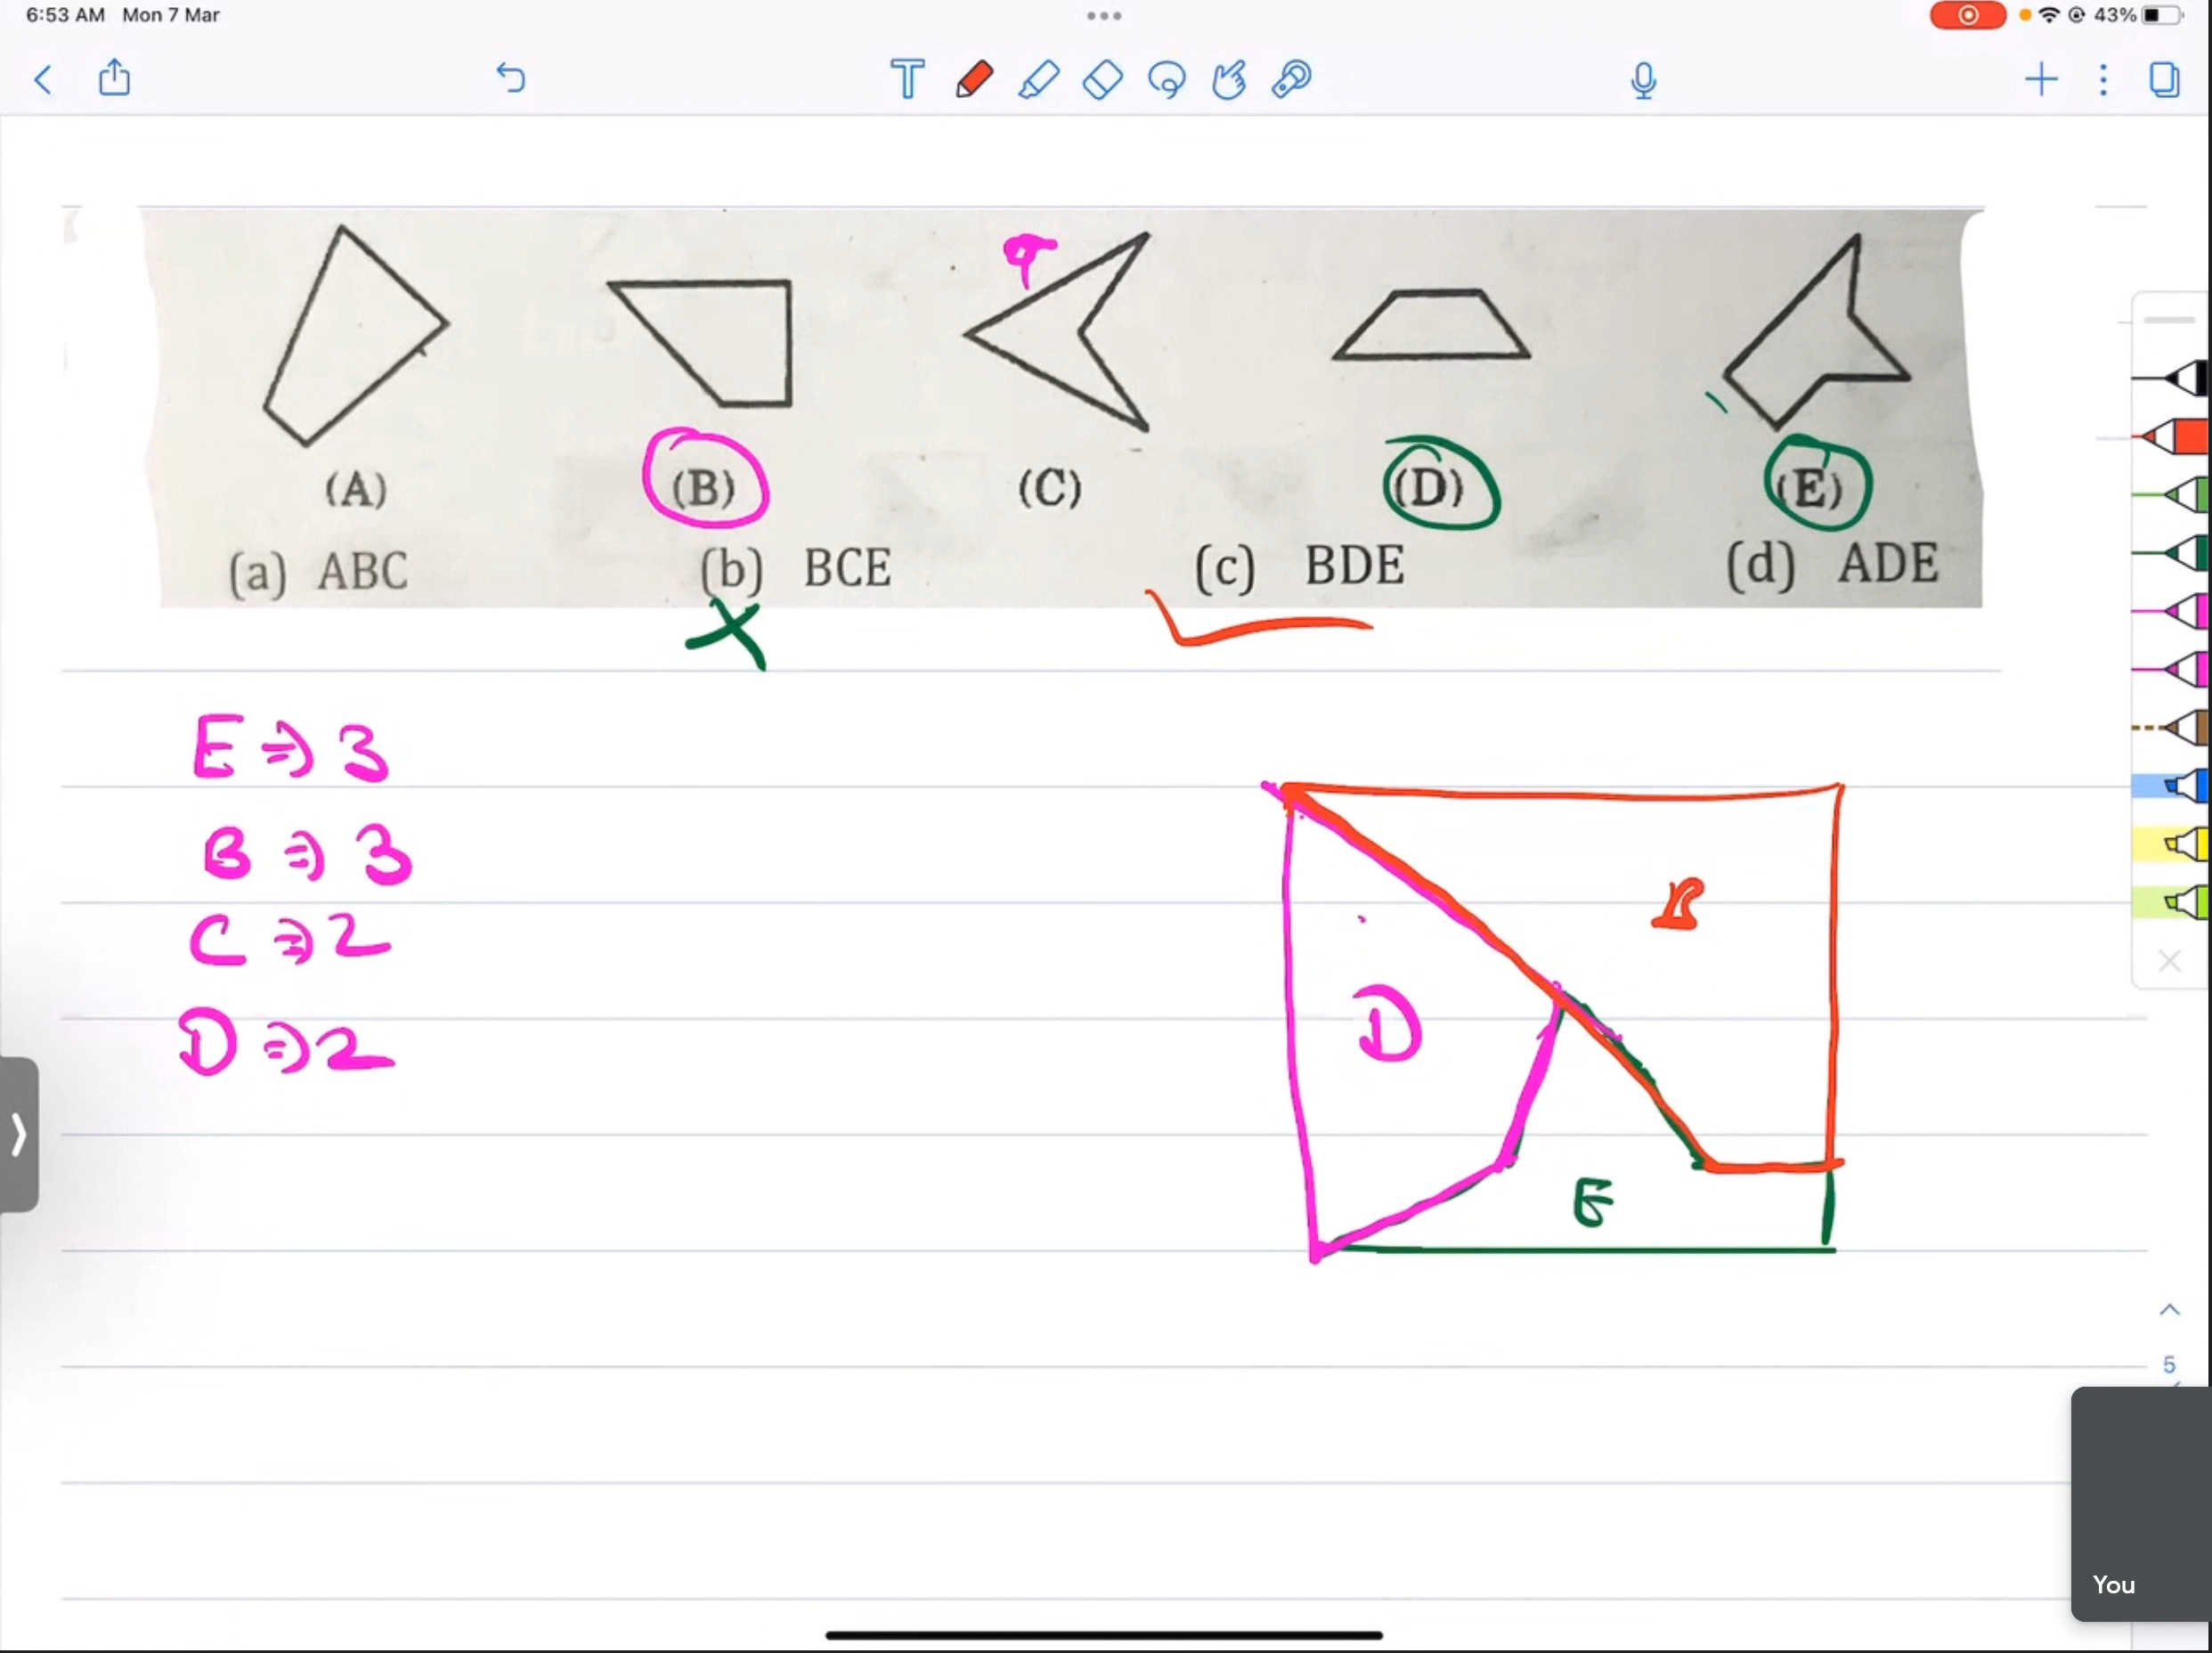 6:53 AM Mon 7 Mar
43%
(A) (B) (C) (D) (E)
(a) ABC (b) BCE (c) BDE (d) ADE
E ⇒ 3
B ⇒ 3
C ⇒ 2
D ⇒ 2
B
D
E
5
You